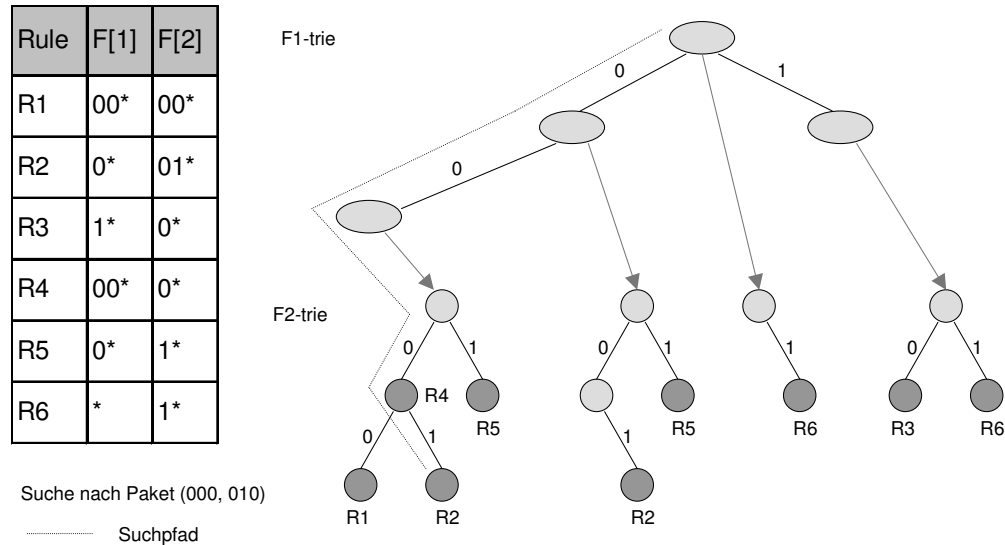 Rule F[1] F[2]
R1 00* 00*
R2 0* 01*
R3 1* 0*
R4 00* 0*
R5 0* 1*
R6 * 1*
Suche nach Paket (000, 010)
Suchpfad
F1-trie
0 1
0
F2-trie
0 1 0 1 1 0 1
R4 R5 R5 R6 R3 R6
0 1 1
R1 R2 R2